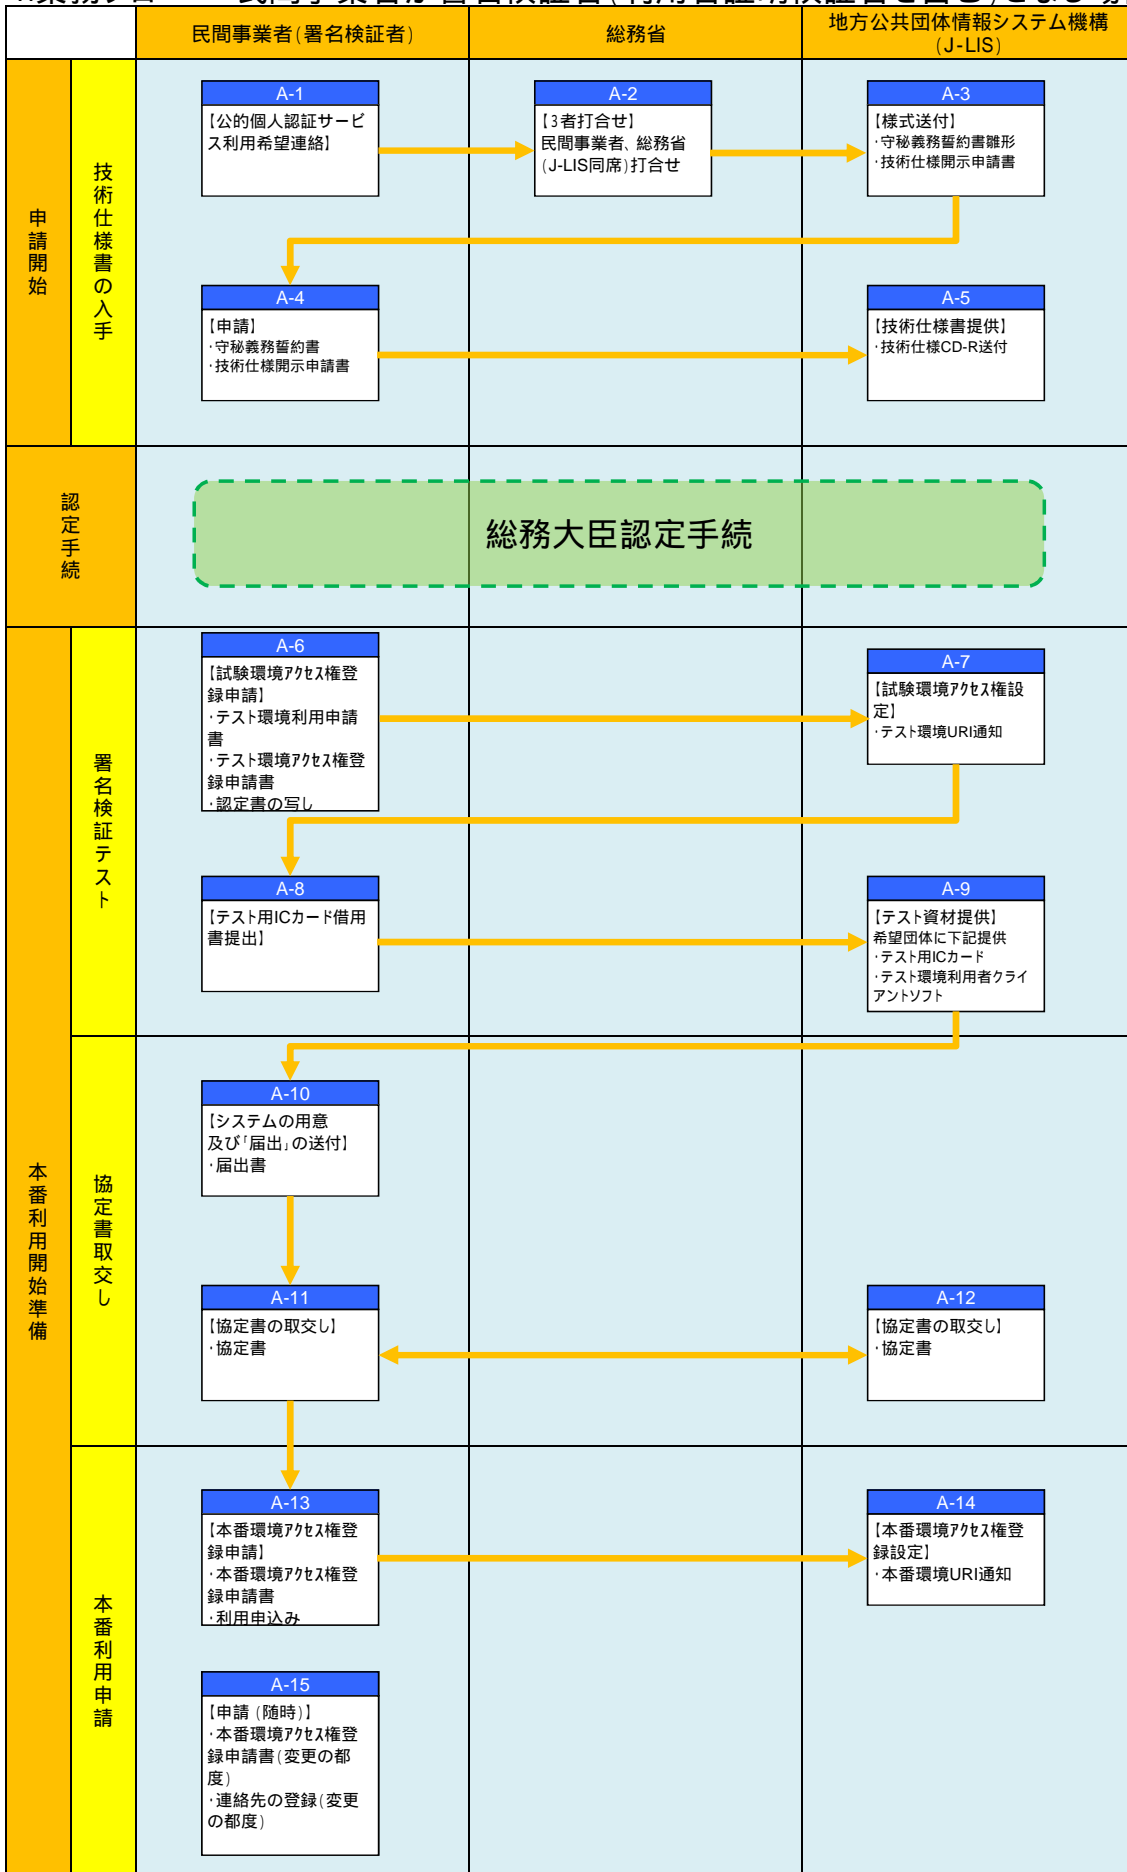 民間事業者(署名検証者)
総務省
地方公共団体情報システム機構
(J-LIS)
申請開始
技術仕様書の入手
A-1
【公的個人認証サービ
ス利用希望連絡】
A-2
【3者打合せ】
民間事業者、総務省
(J-LIS同席)打合せ
A-3
【様式送付】
・守秘義務誓約書雛形
・技術仕様開示申請書
A-4
【申請】
・守秘義務誓約書
・技術仕様開示申請書
A-5
【技術仕様書提供】
・技術仕様CD-R送付
認定手続
総務大臣認定手続
本番利用開始準備
署名検証テスト
A-6
【試験環境アクセス権登
録申請】
・テスト環境利用申請
書
・テスト環境アクセス権登
録申請書
・認定書の写し
A-7
【試験環境アクセス権設
定】
・テスト環境URI通知
A-8
【テスト用ICカード借用
書提出】
A-9
【テスト資材提供】
希望団体に下記提供
・テスト用ICカード
・テスト環境利用者クライ
アントソフト
協定書取交し
A-10
【システムの用意
及び「届出」の送付】
・届出書
A-11
【協定書の取交し】
・協定書
A-12
【協定書の取交し】
・協定書
本番利用申請
A-13
【本番環境アクセス権登
録申請】
・本番環境アクセス権登
録申請書
・利用申込み
A-14
【本番環境アクセス権登
録設定】
・本番環境URI通知
A-15
【申請(随時)】
・本番環境アクセス権登
録申請書(変更の都
度)
・連絡先の登録(変更
の都度)